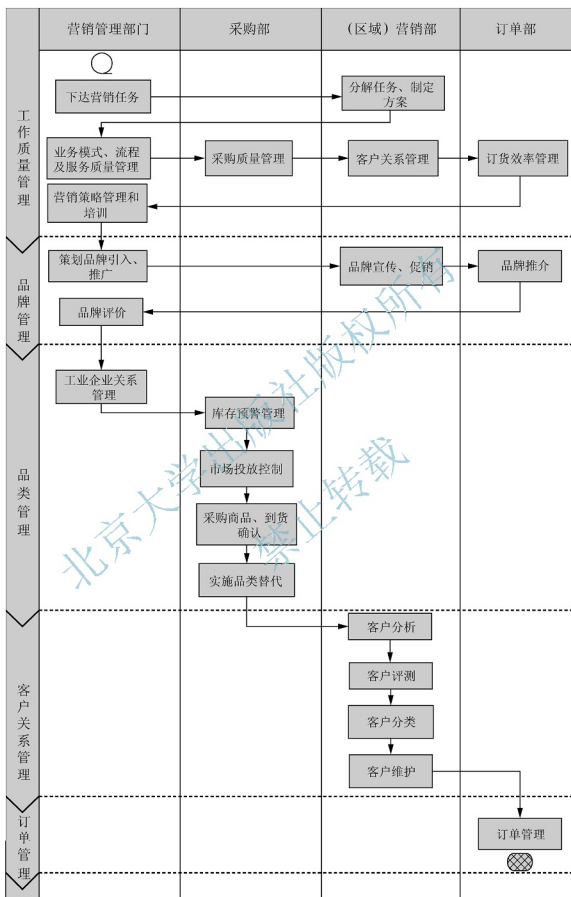 营销管理部门
采购部
（区域）营销部
订单部
工作质量管理
下达营销任务
分解任务、制定
方案
业务模式、流程
及服务质量管理
采购质量管理
客户关系管理
订货效率管理
营销策略管理和
培训
品牌管理
策划品牌引入、
推广
品牌宣传、促销
品牌推介
品牌评价
品类管理
工业企业关系
管理
库存预警管理
市场投放控制
采购商品、到货
确认
实施品类替代
客户关系管理
客户分析
客户评测
客户分类
客户维护
订单管理
订单管理
北京大学出版社版权所有
禁止转载